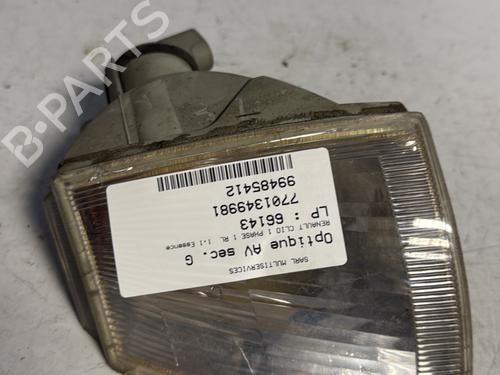 SARL MULTISERVICES
Optique AV sec. G
RENAULT CLIO 1 PHASE 1 RL 1.1 Essence
LP : 66143
7701349981
99485412
B-PARTS